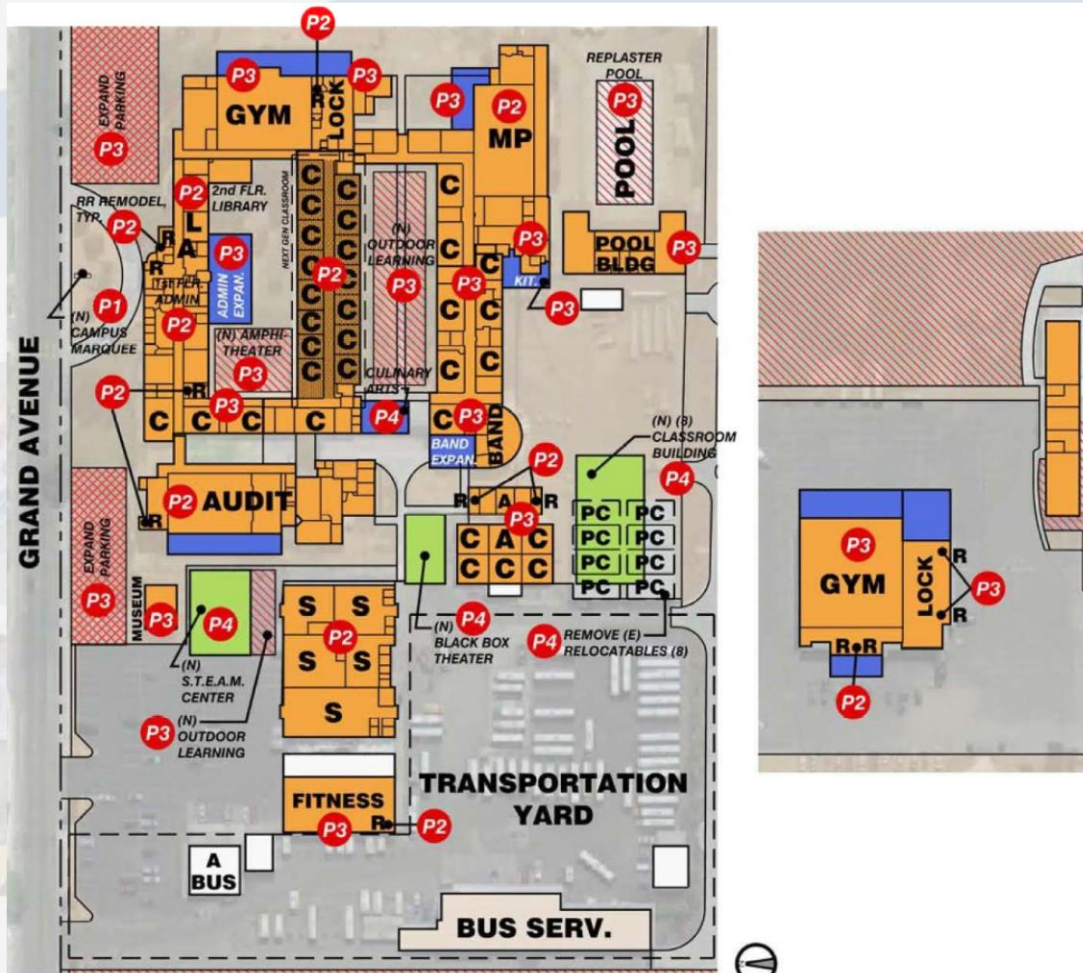 P2
EXPAND
PARKING
P3
P3
GYM
R
LOCK
P3
P3
P2
MP
REPLASTER
POOL
P3
POOL
P2
RR REMODEL,
TYP.
P2
R
R
L
A
2nd FLR.
LIBRARY
NEXT GEN CLASSROOM
C
C
C
C
C
C
C
C
C
C
C
C
C
C
P2
(N)
OUTDOOR
LEARNING
P3
C
C
C
C
C
C
C
P3
C
C
C
P3
KIT.
P3
POOL
BLDG
P3
P3
ADMIN
EXPAN.
1st FLR.
ADMIN
P2
P1
(N)
CAMPUS
MARQUEE
(N) AMPHI-
THEATER
P3
CULINARY
ARTS
P4
P2
R
P3
C
C
C
C
C
P3
BAND
BAND
EXPAN.
(N) (8)
CLASSROOM
BUILDING
P4
GRAND AVENUE
P2
AUDIT
R
P2
R
A
R
P3
C A C
C C C
PC PC
PC PC
PC PC
PC PC
EXPAND
PARKING
P3
MUSEUM
P3
P4
(N)
S.T.E.A.M.
CENTER
P3
(N)
OUTDOOR
LEARNING
S S
P2
S S
S
(N)
BLACK BOX
THEATER
P4
P4
REMOVE (E)
RELOCATABLES (8)
FITNESS
P3
R
P2
TRANSPORTATION
YARD
A
BUS
BUS SERV.
P3
GYM
LOCK
R
R
P3
R R
P2